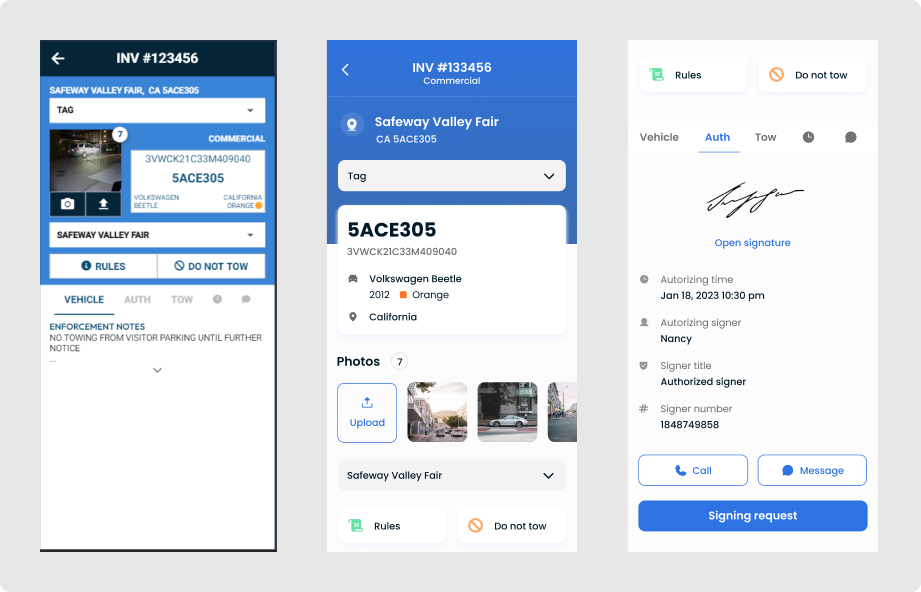 INV #123456
SAFEWAY VALLEY FAIR, CA 5ACE305
TAG
7
COMMERCIAL
3VWCK21C33M409040
5ACE305
VOLKSWAGEN
BEETLE
CALIFORNIA
ORANGE
SAFEWAY VALLEY FAIR
RULES
DO NOT TOW
VEHICLE
AUTH
TOW
ENFORCEMENT NOTES
NO TOWING FROM VISITOR PARKING UNTIL FURTHER
NOTICE
...
INV #133456
Commercial
Safeway Valley Fair
CA 5ACE305
Tag
5ACE305
3VWCK21C33M409040
Volkswagen Beetle
2012 Orange
California
Photos 7
Upload
Safeway Valley Fair
Rules
Do not tow
Rules
Do not tow
Vehicle
Auth
Tow
Open signature
Autorizing time
Jan 18, 2023 10:30 pm
Autorizing signer
Nancy
Signer title
Authorized signer
# Signer number
1848749858
Call
Message
Signing request